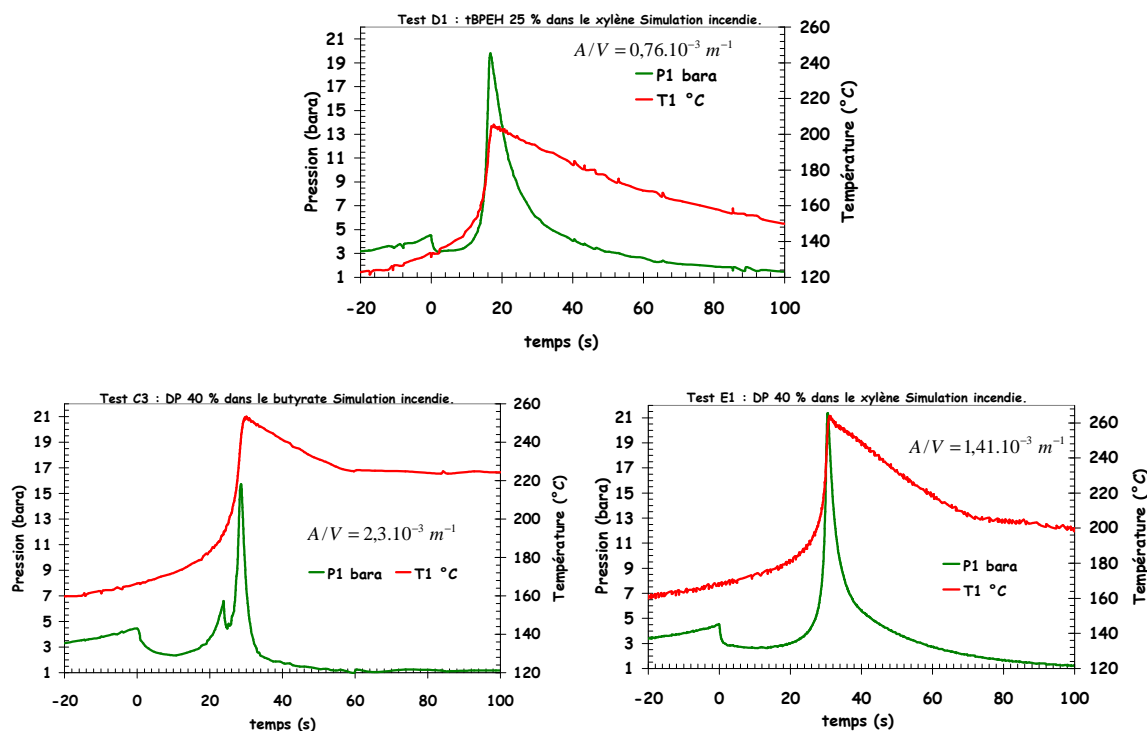 Test D1 : tBPEH 25 % dans le xylène Simulation incendie.
A/V = 0,76.10⁻³ m⁻¹
P1 bara
T1 °C
Pression (bara)
21
19
17
15
13
11
9
7
5
3
1
260
240
220
200
180
160
140
120
Température (°C)
-20 0 20 40 60 80 100
temps (s)
Test C3 : DP 40 % dans le butyrate Simulation incendie.
A/V = 2,3.10⁻³ m⁻¹
P1 bara T1 °C
Pression (bara)
21
19
17
15
13
11
9
7
5
3
1
260
240
220
200
180
160
140
120
Température (°C)
-20 0 20 40 60 80 100
temps (s)
Test E1 : DP 40 % dans le xylène Simulation incendie.
A/V = 1,41.10⁻³ m⁻¹
P1 bara
T1 °C
Pression (bara)
21
19
17
15
13
11
9
7
5
3
1
260
240
220
200
180
160
140
120
Température (°C)
-20 0 20 40 60 80 100
temps (s)